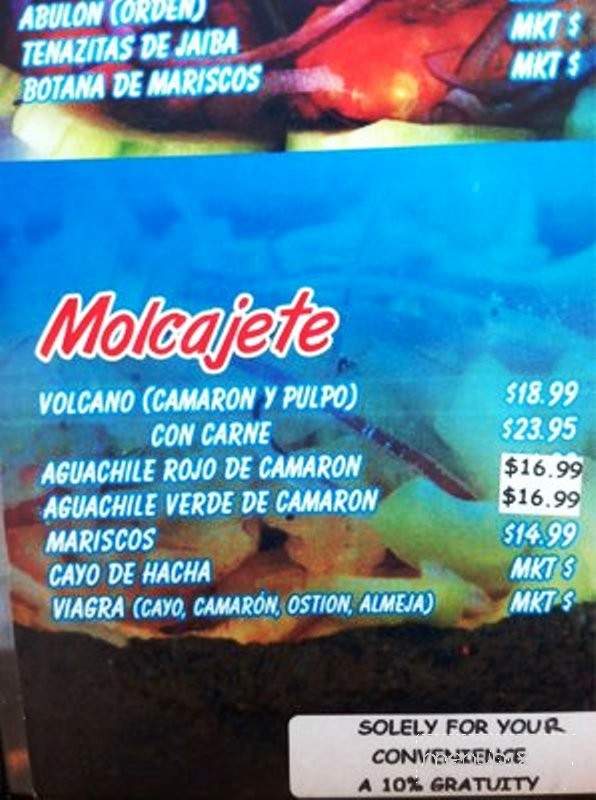 ABULON (ORDEN)
TENAZITAS DE JAIBA MKT $
BOTANA DE MARISCOS MKT $
Molcajete
VOLCANO (CAMARON Y PULPO) $18.99
CON CARNE $23.95
AGUACHILE ROJO DE CAMARON $16.99
AGUACHILE VERDE DE CAMARON $16.99
MARISCOS $14.99
CAYO DE HACHA MKT $
VIAGRA (CAYO, CAMARÓN, OSTION, ALMEJA) MKT $
SOLELY FOR YOUR
CONVENIENCE
A 10% GRATUITY